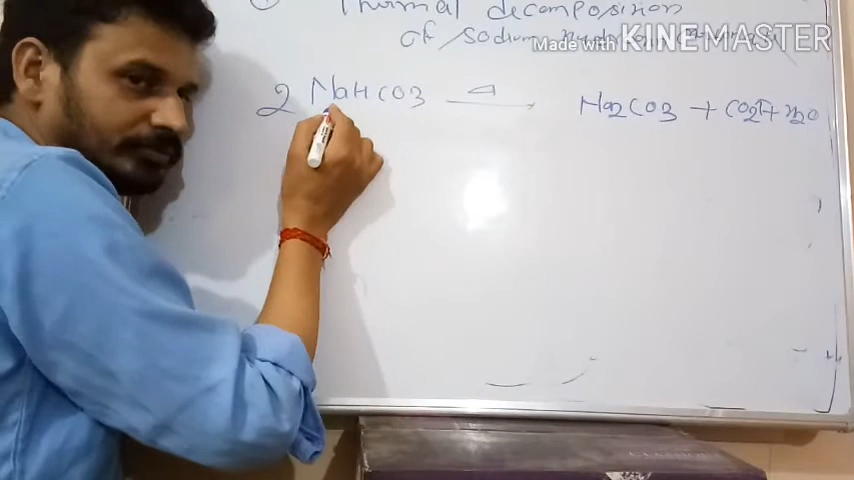 Thermal decomposition
of sodium
Made with KINEMASTER
2 NaHCO3 —Δ→ Na2CO3 + CO2↑+ H2O